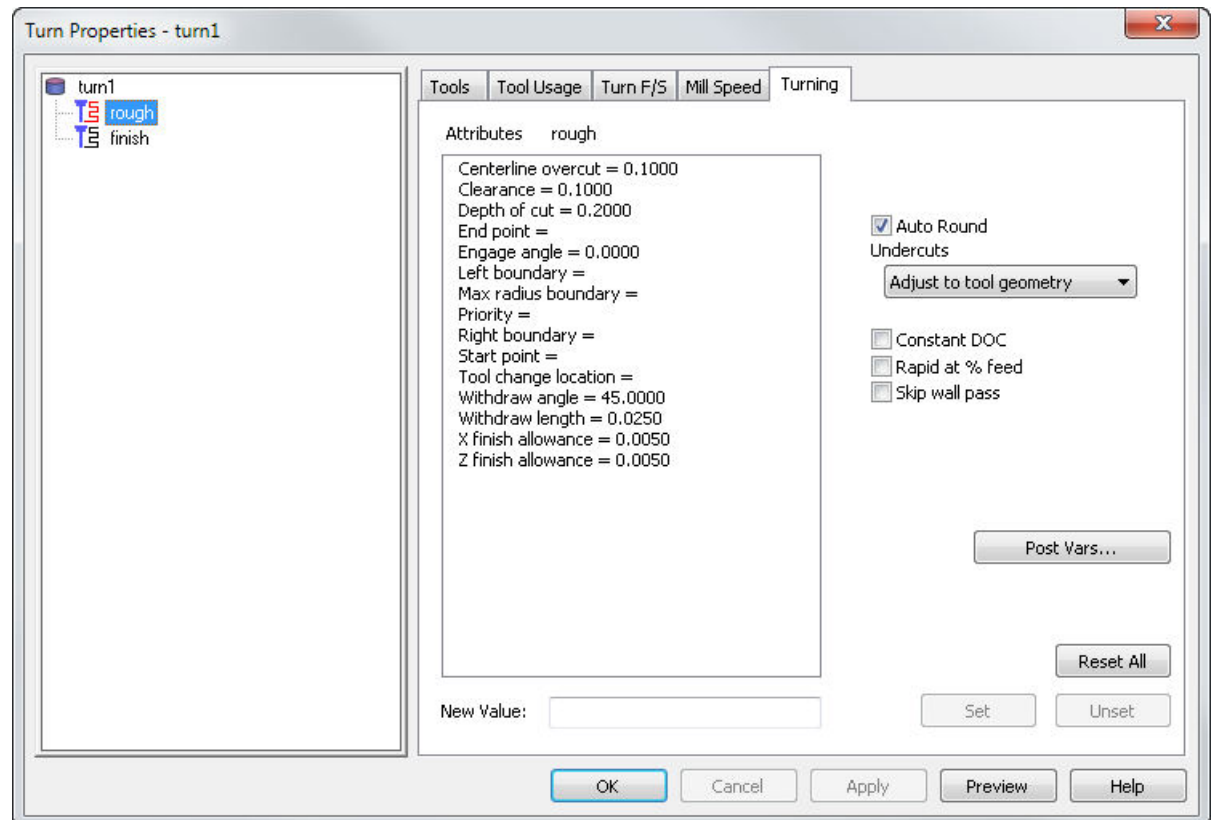 Turn Properties - turn1
turn1
rough
finish
Tools
Tool Usage
Turn F/S
Mill Speed
Turning
Attributes rough
Centerline overcut = 0.1000
Clearance = 0.1000
Depth of cut = 0.2000
End point =
Engage angle = 0.0000
Left boundary =
Max radius boundary =
Priority =
Right boundary =
Start point =
Tool change location =
Withdraw angle = 45.0000
Withdraw length = 0.0250
X finish allowance = 0.0050
Z finish allowance = 0.0050
Auto Round
Undercuts
Adjust to tool geometry
Constant DOC
Rapid at % feed
Skip wall pass
Post Vars...
Reset All
New Value:
Set
Unset
OK
Cancel
Apply
Preview
Help